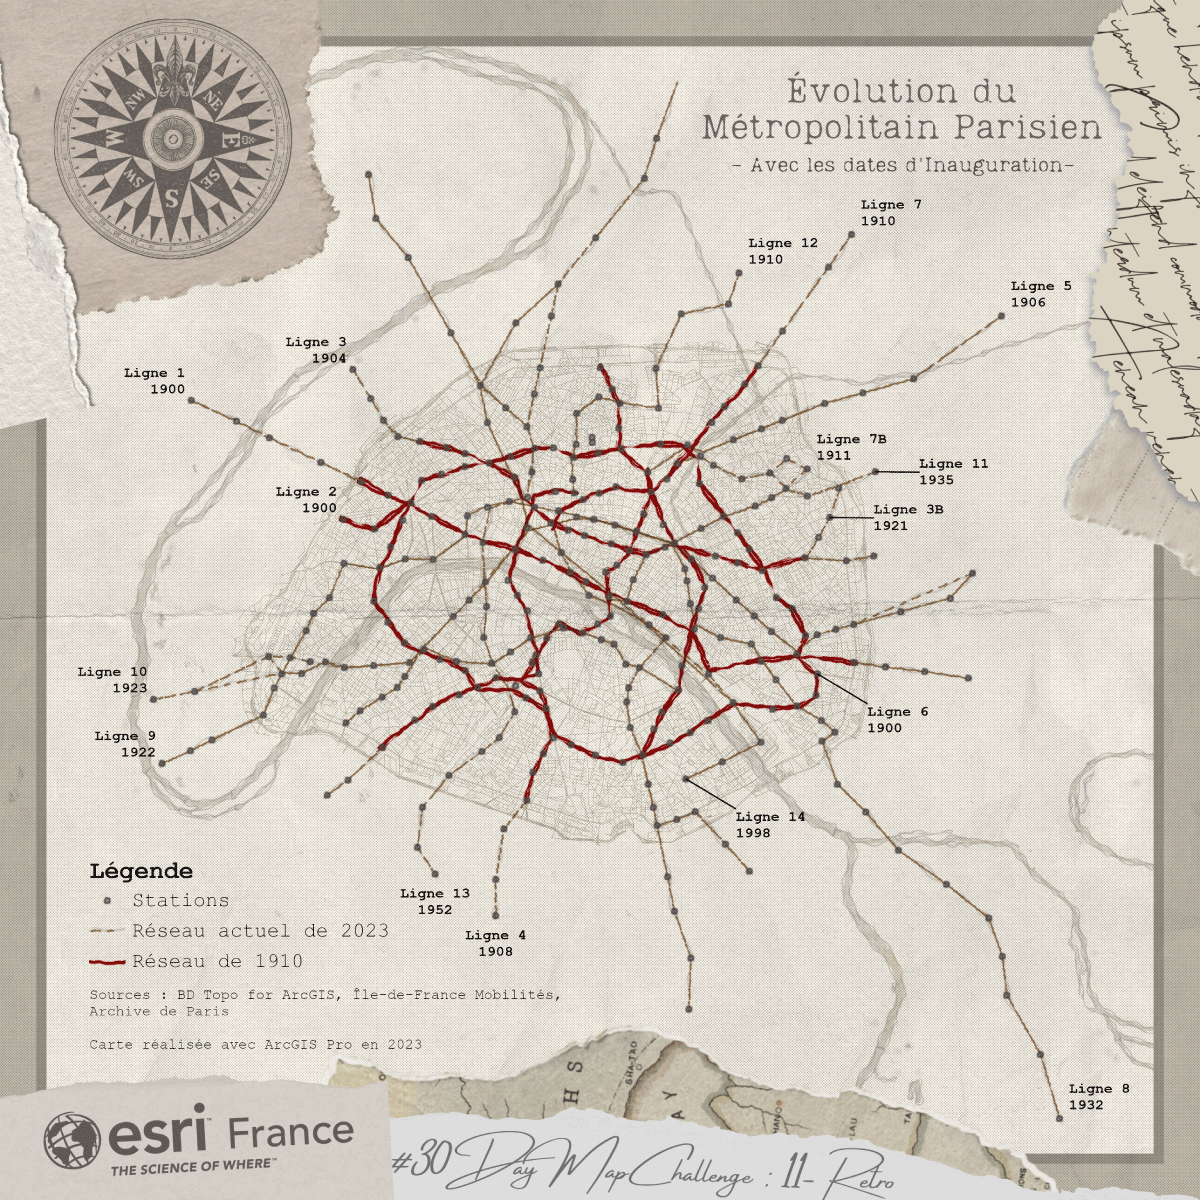 NW
NE
W
E
SW
SE
S
Évolution du
Métropolitain Parisien
- Avec les dates d'Inauguration-
Ligne 7
1910
Ligne 12
1910
Ligne 5
1906
Ligne 3
1904
Ligne 1
1900
Ligne 7B
1911
Ligne 11
1935
Ligne 2
1900
Ligne 3B
1921
Ligne 10
1923
Ligne 6
1900
Ligne 9
1922
Ligne 14
1998
Ligne 13
1952
Ligne 4
1908
Ligne 8
1932
Légende
Stations
Réseau actuel de 2023
Réseau de 1910
Sources : BD Topo for ArcGIS, Île-de-France Mobilités,
Archive de Paris
Carte réalisée avec ArcGIS Pro en 2023
esri France
THE SCIENCE OF WHERE™
#30DayMapChallenge : 11- Retro